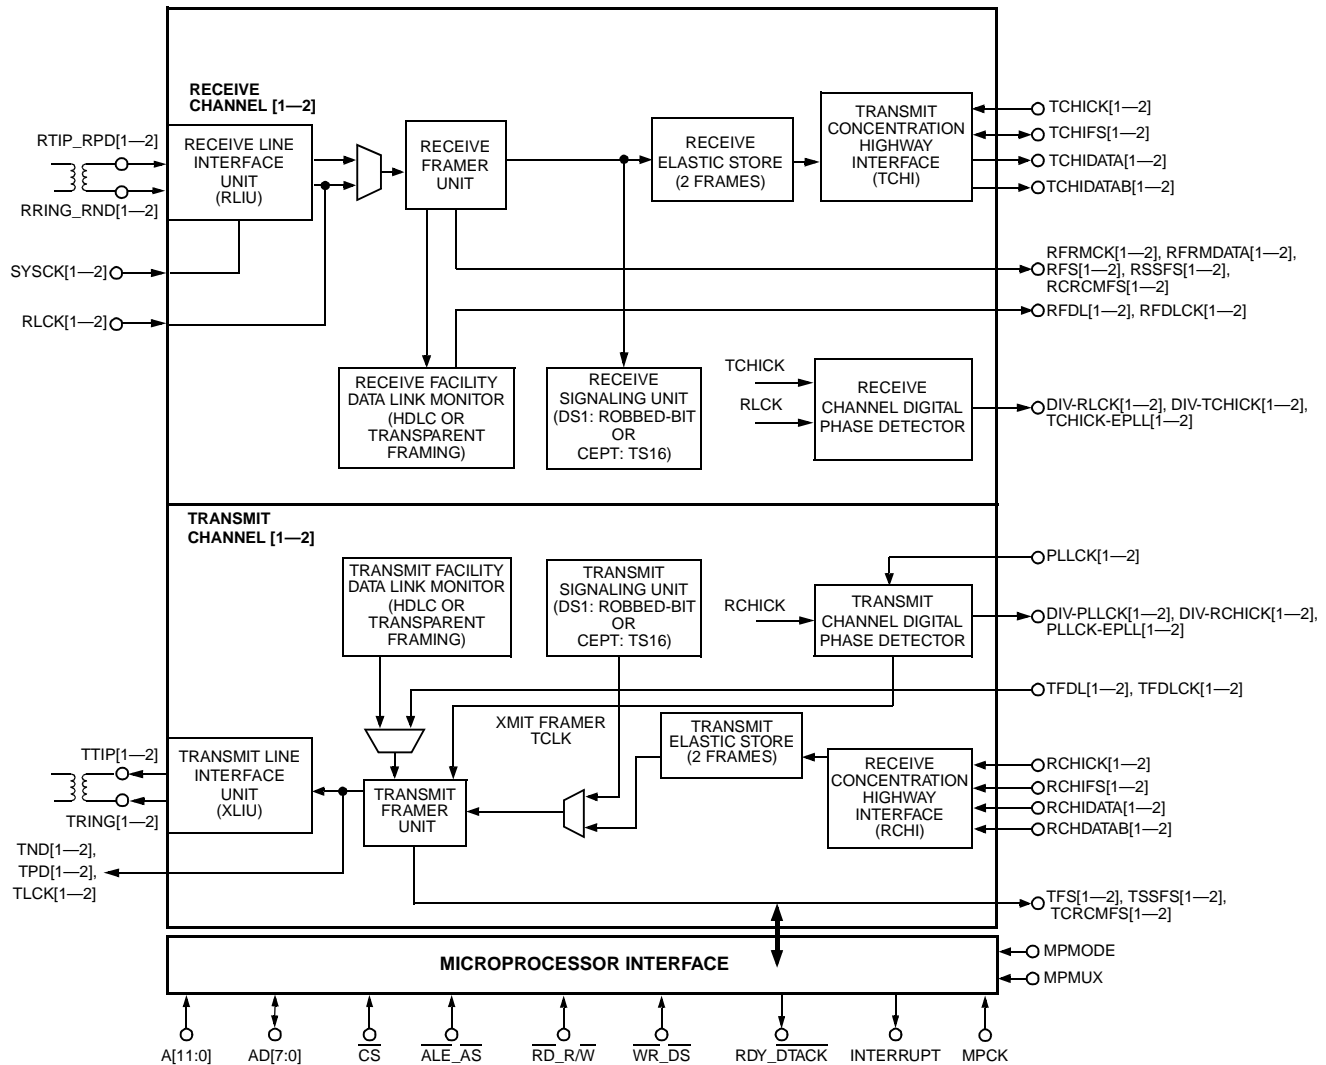 RECEIVE
CHANNEL [1—2]
RTIP_RPD[1—2]
RRING_RND[1—2]
SYSCK[1—2]
RLCK[1—2]
RECEIVE LINE
INTERFACE
UNIT
(RLIU)
RECEIVE
FRAMER
UNIT
RECEIVE
ELASTIC STORE
(2 FRAMES)
TRANSMIT
CONCENTRATION
HIGHWAY
INTERFACE
(TCHI)
TCHICK[1—2]
TCHIFS[1—2]
TCHIDATA[1—2]
TCHIDATAB[1—2]
RFRMCK[1—2], RFRMDATA[1—2],
RFS[1—2], RSSFS[1—2],
RCRCMFS[1—2]
RFDL[1—2], RFDLCK[1—2]
RECEIVE FACILITY
DATA LINK MONITOR
(HDLC OR
TRANSPARENT
FRAMING)
RECEIVE
SIGNALING UNIT
(DS1: ROBBED-BIT
OR
CEPT: TS16)
TCHICK
RLCK
RECEIVE
CHANNEL DIGITAL
PHASE DETECTOR
DIV-RLCK[1—2], DIV-TCHICK[1—2],
TCHICK-EPLL[1—2]
TRANSMIT
CHANNEL [1—2]
TRANSMIT FACILITY
DATA LINK MONITOR
(HDLC OR
TRANSPARENT
FRAMING)
TRANSMIT
SIGNALING UNIT
(DS1: ROBBED-BIT
OR
CEPT: TS16)
RCHICK
TRANSMIT
CHANNEL DIGITAL
PHASE DETECTOR
PLLCK[1—2]
DIV-PLLCK[1—2], DIV-RCHICK[1—2],
PLLCK-EPLL[1—2]
TFDL[1—2], TFDLCK[1—2]
XMIT FRAMER
TCLK
TRANSMIT
ELASTIC STORE
(2 FRAMES)
TTIP[1—2]
TRING[1—2]
TND[1—2],
TPD[1—2],
TLCK[1—2]
TRANSMIT LINE
INTERFACE
UNIT
(XLIU)
TRANSMIT
FRAMER
UNIT
RECEIVE
CONCENTRATION
HIGHWAY
INTERFACE
(RCHI)
RCHICK[1—2]
RCHIFS[1—2]
RCHIDATA[1—2]
RCHDATAB[1—2]
TFS[1—2], TSSFS[1—2],
TCRCMFS[1—2]
MICROPROCESSOR INTERFACE
MPMODE
MPMUX
A[11:0]
AD[7:0]
CS
ALE_AS
RD_R/W
WR_DS
RDY_DTACK
INTERRUPT
MPCK